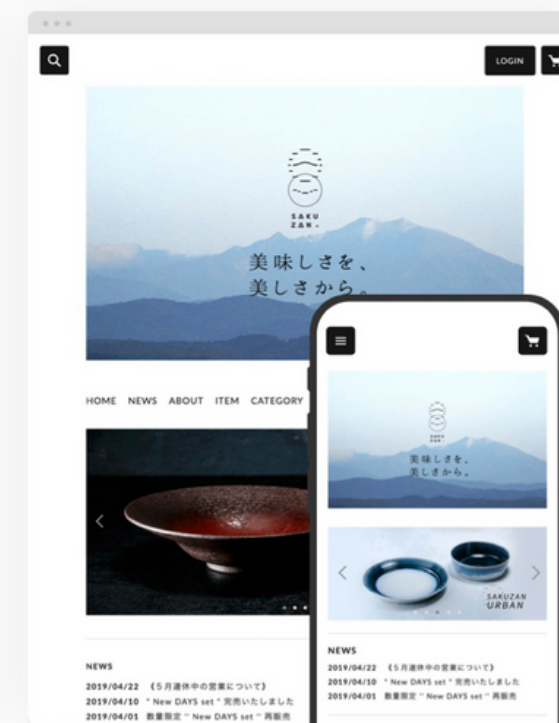 LOGIN
SAKU
ZAN.
美味しさを、
美しさから。
HOME NEWS ABOUT ITEM CATEGORY
NEWS
2019/04/22 《5月連休中の営業について》
2019/04/10 " New DAYS set " 完売いたしました
2019/04/01 数量限定 " New DAYS set " 再販売
SAKU
ZAN.
美味しさを、
美しさから。
SAKUZAN
URBAN
NEWS
2019/04/22 《5月連休中の営業について》
2019/04/10 " New DAYS set " 完売いたしました
2019/04/01 数量限定 " New DAYS set " 再販売